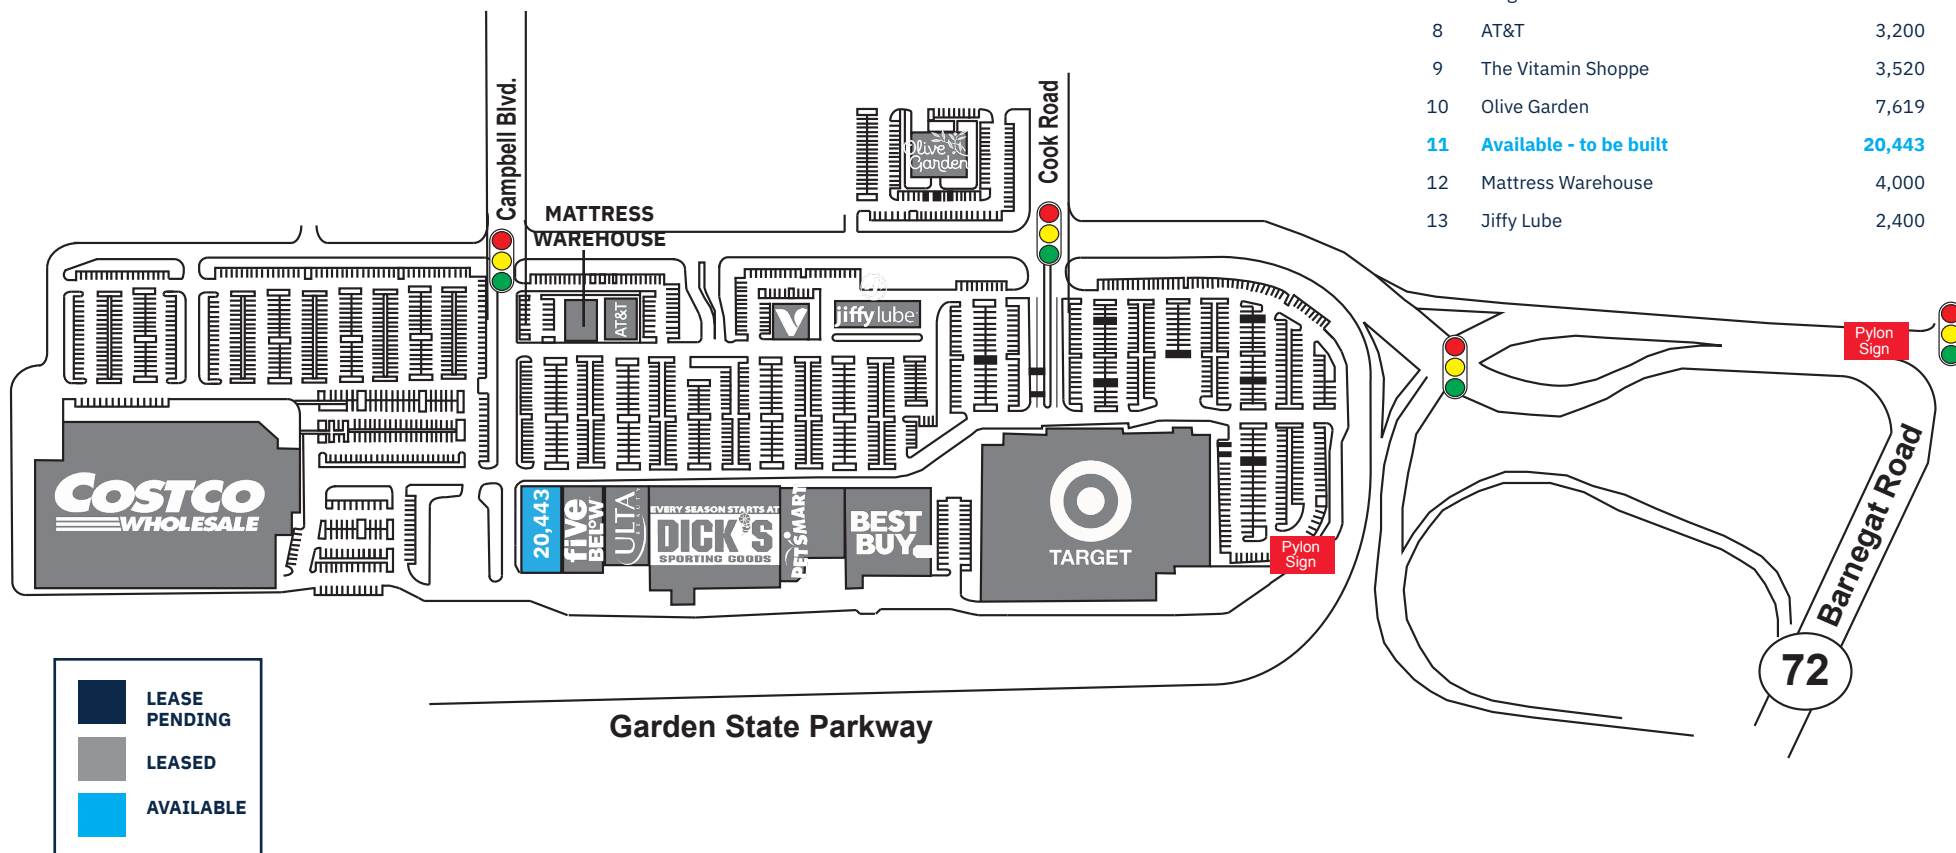 8 AT&T 3,200
9 The Vitamin Shoppe 3,520
10 Olive Garden 7,619
11 Available - to be built 20,443
12 Mattress Warehouse 4,000
13 Jiffy Lube 2,400
Campbell Blvd.
Cook Road
Olive
Garden
MATTRESS
WAREHOUSE
AT&T
V
jiffy lube
Pylon
Sign
COSTCO
WHOLESALE
20,443
five
BEL°W
ULTA
BEAUTY
EVERY SEASON STARTS AT
DICK'S
SPORTING GOODS
PETSMART
BEST
BUY
TARGET
Pylon
Sign
Barnegat Road
72
Garden State Parkway
LEASE
PENDING
LEASED
AVAILABLE